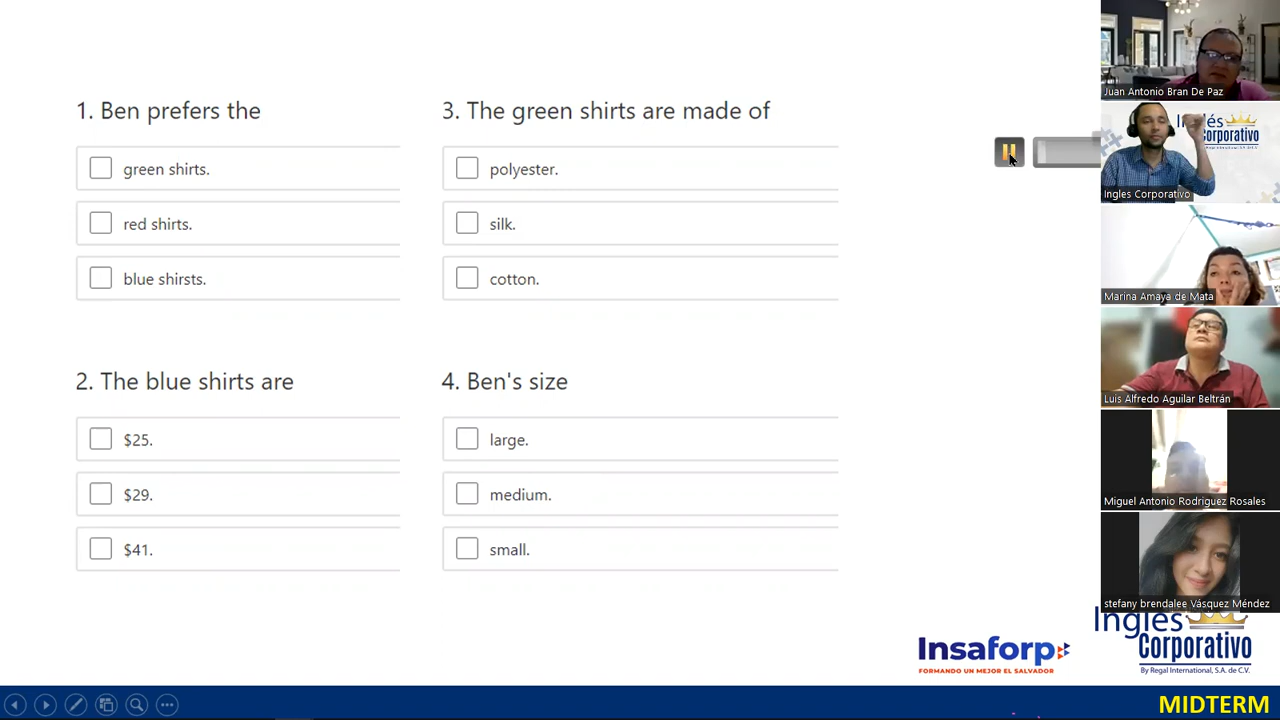 1. Ben prefers the
green shirts.
red shirts.
blue shirsts.
2. The blue shirts are
$25.
$29.
$41.
3. The green shirts are made of
polyester.
silk.
cotton.
4. Ben's size
large.
medium.
small.
Juan Antonio Bran De Paz
Inglés
Corporativo
Ingles Corporativo
Marina Amaya de Mata
Luis Alfredo Aguilar Beltrán
Miguel Antonio Rodriguez Rosales
stefany brendalee Vásquez Méndez
Insaforp
FORMANDO UN MEJOR EL SALVADOR
Inglés
Corporativo
By Regal International, S.A. de C.V.
MIDTERM